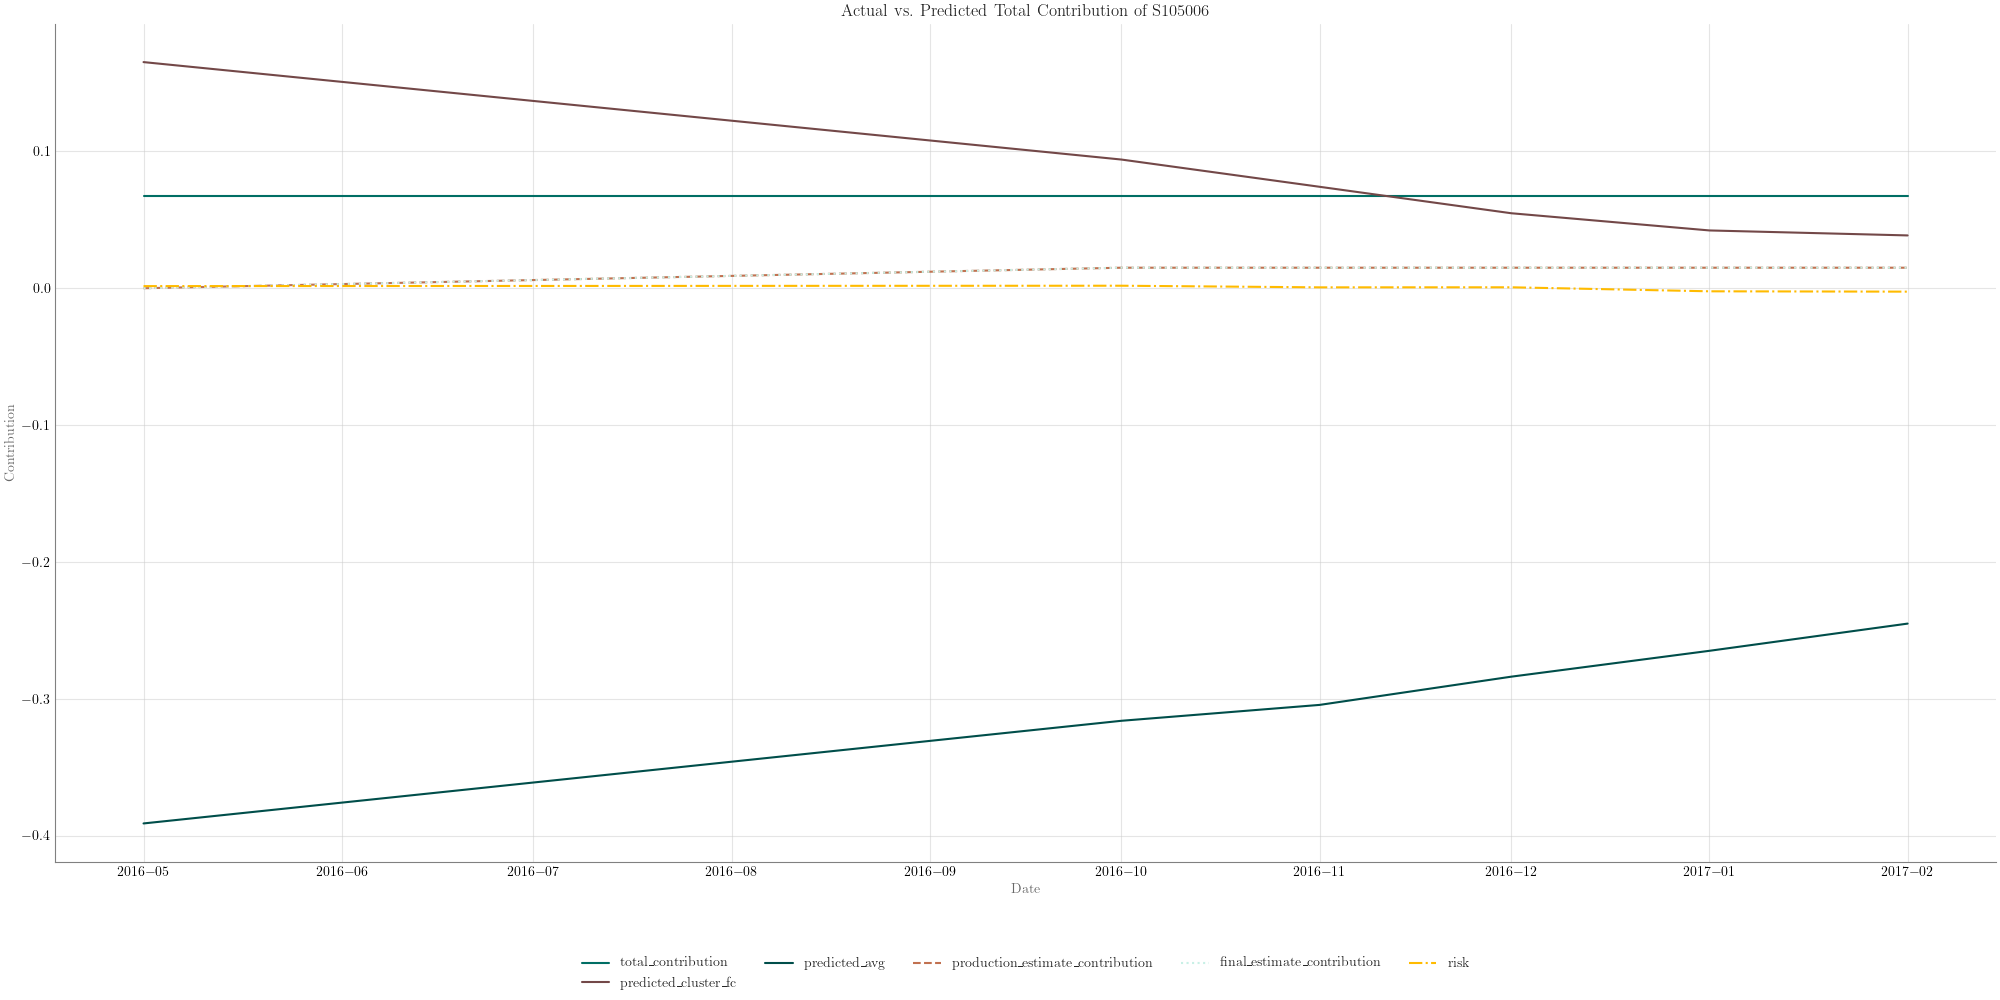 Actual vs. Predicted Total Contribution of S105006
0.1
0.0
−0.1
−0.2
−0.3
−0.4
Contribution
2016−05 2016−06 2016−07 2016−08 2016−09 2016−10 2016−11 2016−12 2017−01 2017−02
Date
total_contribution predicted_avg production_estimate_contribution final_estimate_contribution risk
predicted_cluster_fc